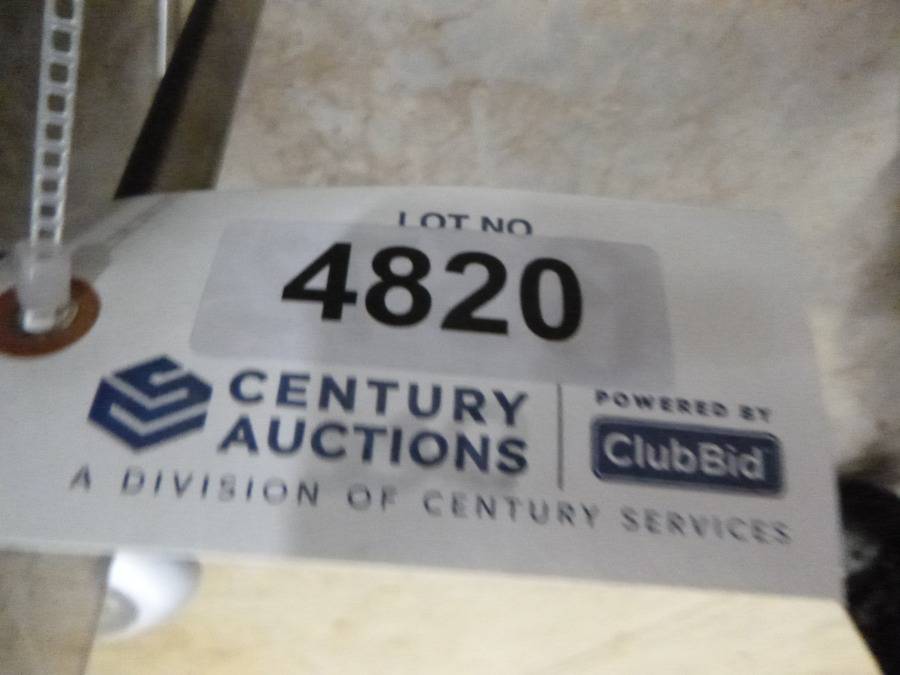 LOT NO
4820
CENTURY
AUCTIONS
POWERED BY
ClubBid
A DIVISION OF CENTURY SERVICES